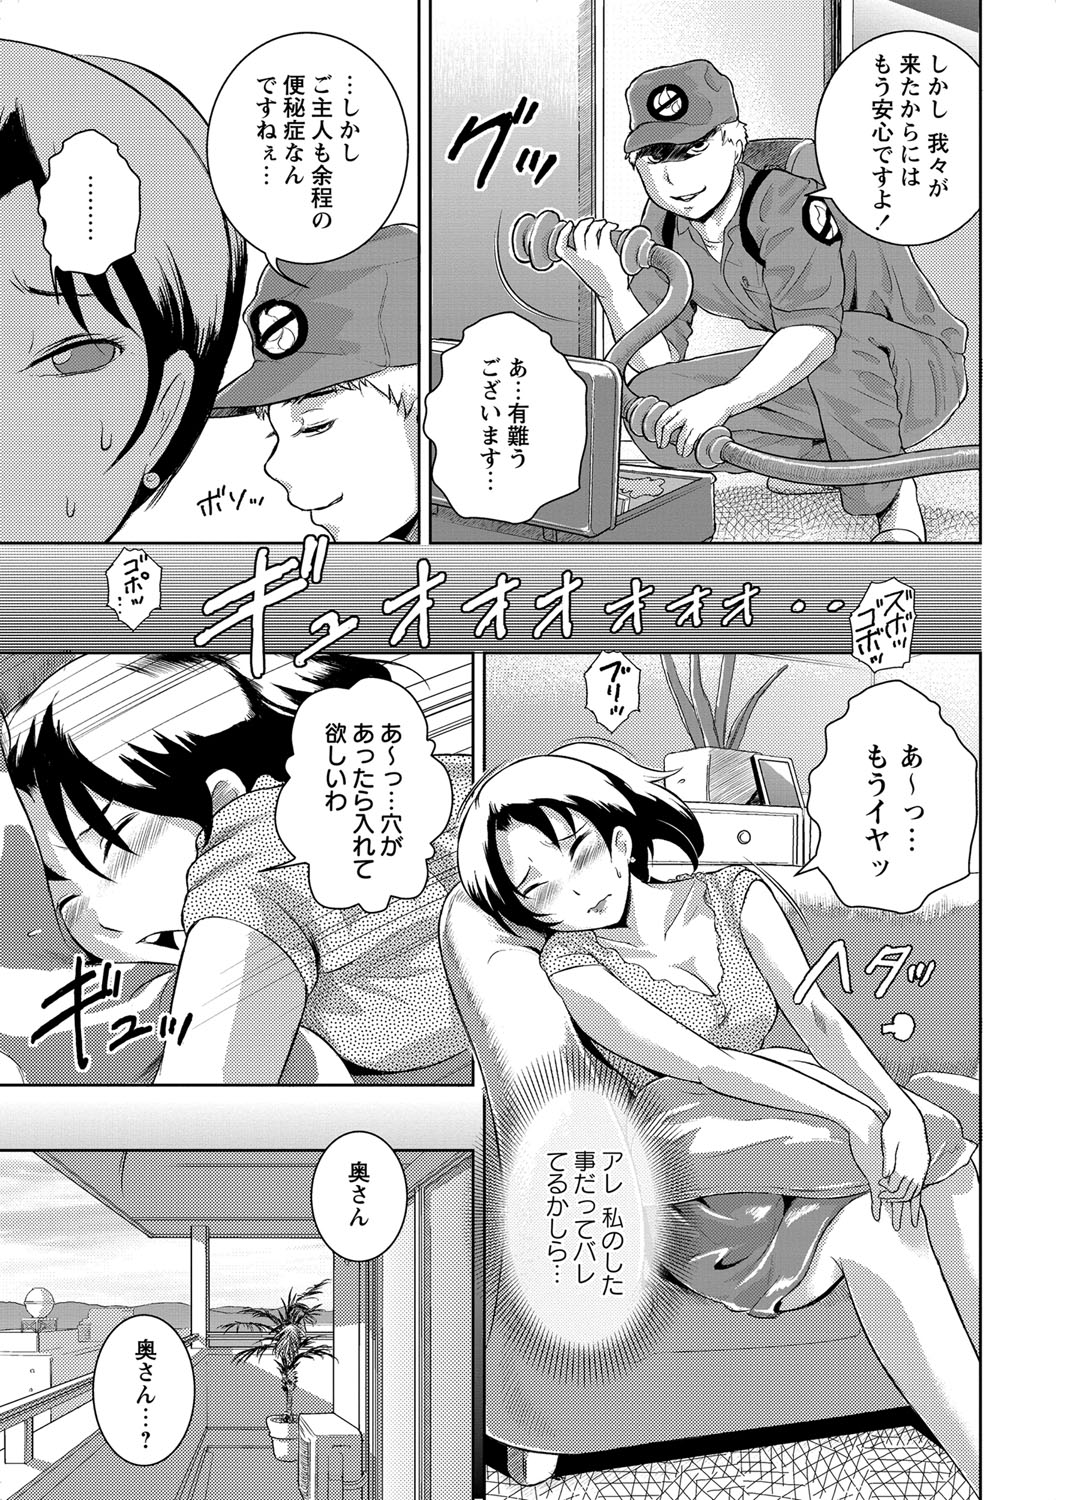 しかし 我々が
来たからには
もう安心ですよ！
グッ
あ…有難う
ございます…
…しかし
ご主人も余程の
便秘症なん
ですねぇ…
………
ボソッ
ズボッ
ゴボッ
ギュオオオオオオ・・
ゴポッ
ブリッ
あ〜っ…
もうイヤッ
ヘタッ
アレ 私のした
事だってバレ
てるかしら…
あ〜っ…穴が
あったら入れて
欲しいわ
ギュッ
奥さん
奥さん…？